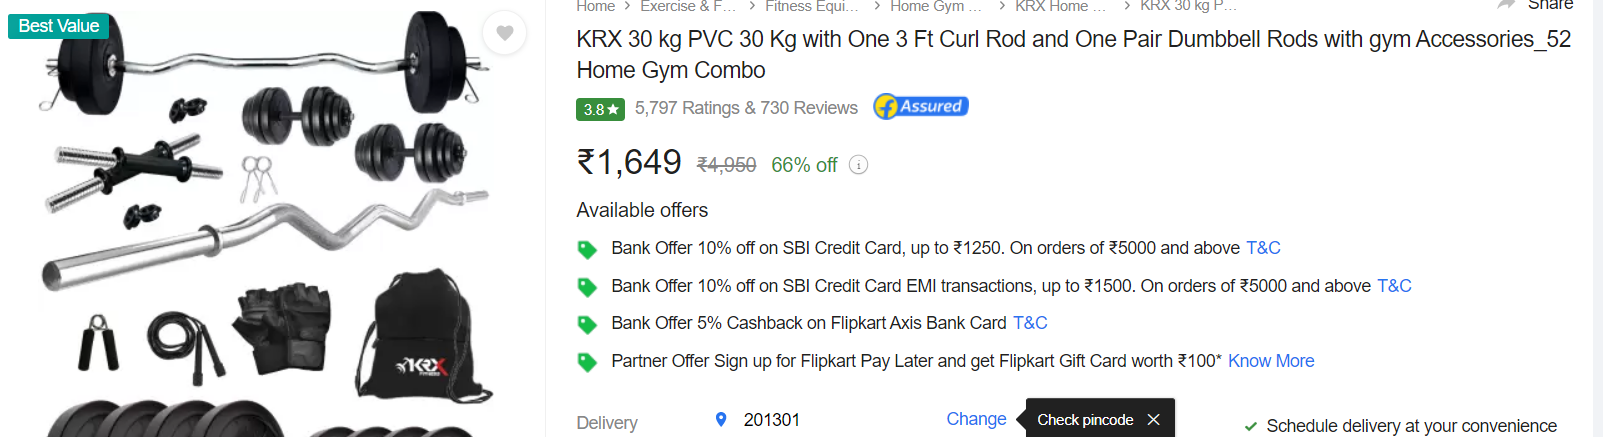 Best Value
Home > Exercise & F... > Fitness Equi... > Home Gym ... > KRX Home ... > KRX 30 kg P...
Share
KRX 30 kg PVC 30 Kg with One 3 Ft Curl Rod and One Pair Dumbbell Rods with gym Accessories_52
Home Gym Combo
3.8★ 5,797 Ratings & 730 Reviews Assured
₹1,649 ₹4,950 66% off
Available offers
Bank Offer 10% off on SBI Credit Card, up to ₹1250. On orders of ₹5000 and above T&C
Bank Offer 10% off on SBI Credit Card EMI transactions, up to ₹1500. On orders of ₹5000 and above T&C
Bank Offer 5% Cashback on Flipkart Axis Bank Card T&C
Partner Offer Sign up for Flipkart Pay Later and get Flipkart Gift Card worth ₹100* Know More
KRX
FITNESS
Delivery 201301 Change Check pincode
Schedule delivery at your convenience